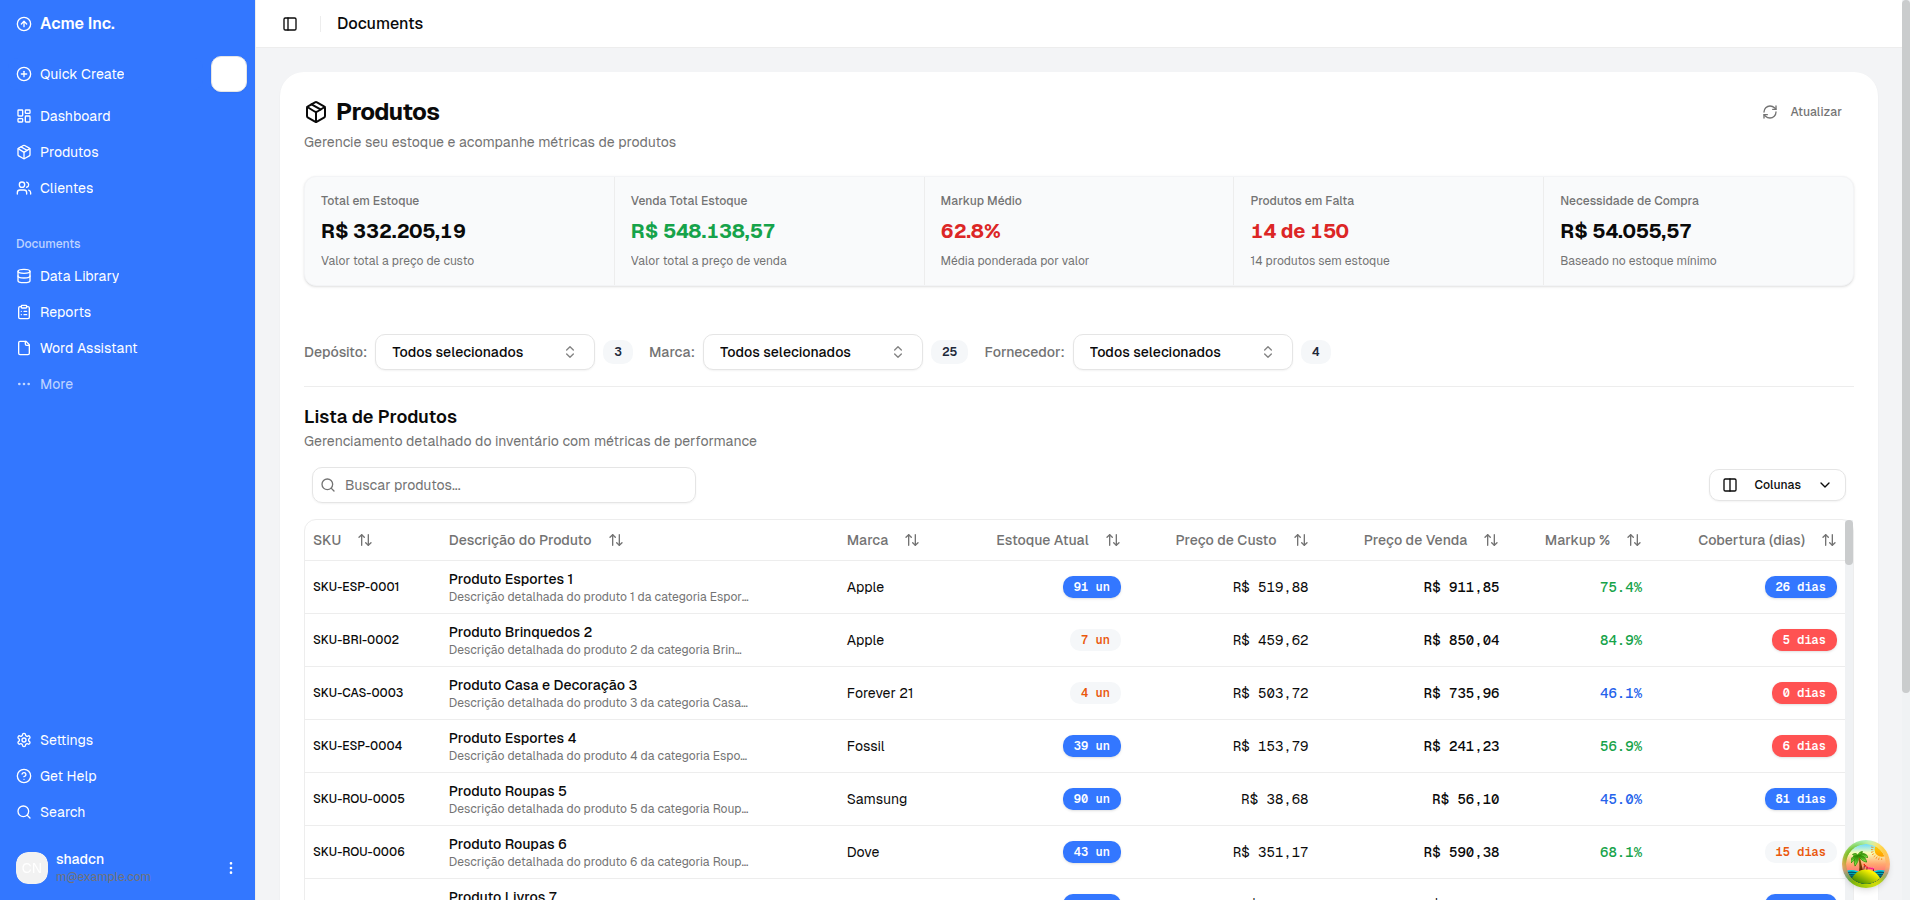 Acme Inc.
Documents
Quick Create
Dashboard
Produtos
Clientes
Documents
Data Library
Reports
Word Assistant
More
Settings
Get Help
Search
CN
shadcn
m@example.com
Produtos
Atualizar
Gerencie seu estoque e acompanhe métricas de produtos
Total em Estoque
R$ 332.205,19
Valor total a preço de custo
Venda Total Estoque
R$ 548.138,57
Valor total a preço de venda
Markup Médio
62.8%
Média ponderada por valor
Produtos em Falta
14 de 150
14 produtos sem estoque
Necessidade de Compra
R$ 54.055,57
Baseado no estoque mínimo
Depósito: Todos selecionados 3 Marca: Todos selecionados 25 Fornecedor: Todos selecionados 4
Lista de Produtos
Gerenciamento detalhado do inventário com métricas de performance
Buscar produtos...
Colunas
SKU Descrição do Produto Marca Estoque Atual Preço de Custo Preço de Venda Markup % Cobertura (dias)
SKU-ESP-0001 Produto Esportes 1 Apple 91 un R$ 519,88 R$ 911,85 75.4% 26 dias
Descrição detalhada do produto 1 da categoria Espor...
SKU-BRI-0002 Produto Brinquedos 2 Apple 7 un R$ 459,62 R$ 850,04 84.9% 5 dias
Descrição detalhada do produto 2 da categoria Brin...
SKU-CAS-0003 Produto Casa e Decoração 3 Forever 21 4 un R$ 503,72 R$ 735,96 46.1% 0 dias
Descrição detalhada do produto 3 da categoria Casa...
SKU-ESP-0004 Produto Esportes 4 Fossil 39 un R$ 153,79 R$ 241,23 56.9% 6 dias
Descrição detalhada do produto 4 da categoria Espo...
SKU-ROU-0005 Produto Roupas 5 Samsung 90 un R$ 38,68 R$ 56,10 45.0% 81 dias
Descrição detalhada do produto 5 da categoria Roup...
SKU-ROU-0006 Produto Roupas 6 Dove 43 un R$ 351,17 R$ 590,38 68.1% 15 dias
Descrição detalhada do produto 6 da categoria Roup...
Produto Livros 7